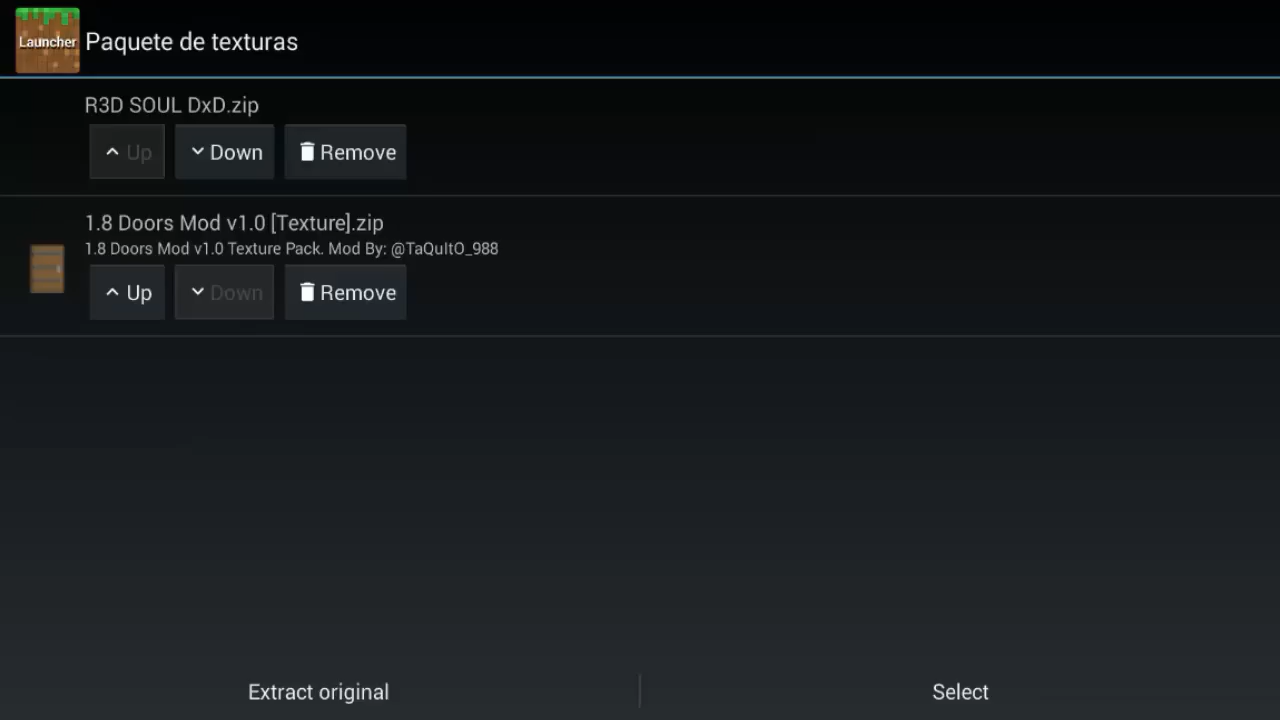 Launcher
Paquete de texturas
R3D SOUL DxD.zip
Up Down Remove
1.8 Doors Mod v1.0 [Texture].zip
1.8 Doors Mod v1.0 Texture Pack. Mod By: @TaQuItO_988
Up Down Remove
Extract original Select